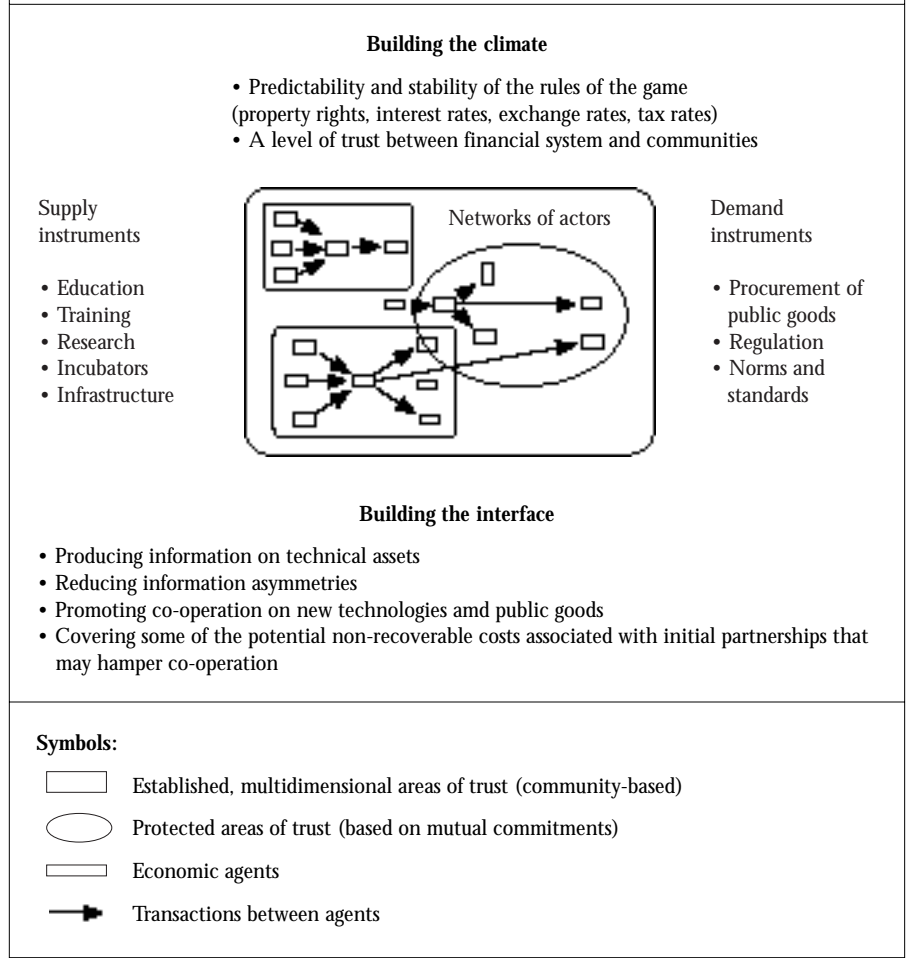 Building the climate
• Predictability and stability of the rules of the game
(property rights, interest rates, exchange rates, tax rates)
• A level of trust between financial system and communities
Supply
instruments
• Education
• Training
• Research
• Incubators
• Infrastructure
Networks of actors
Demand
instruments
• Procurement of
public goods
• Regulation
• Norms and
standards
Building the interface
• Producing information on technical assets
• Reducing information asymmetries
• Promoting co-operation on new technologies amd public goods
• Covering some of the potential non-recoverable costs associated with initial partnerships that
may hamper co-operation
Symbols:
Established, multidimensional areas of trust (community-based)
Protected areas of trust (based on mutual commitments)
Economic agents
Transactions between agents